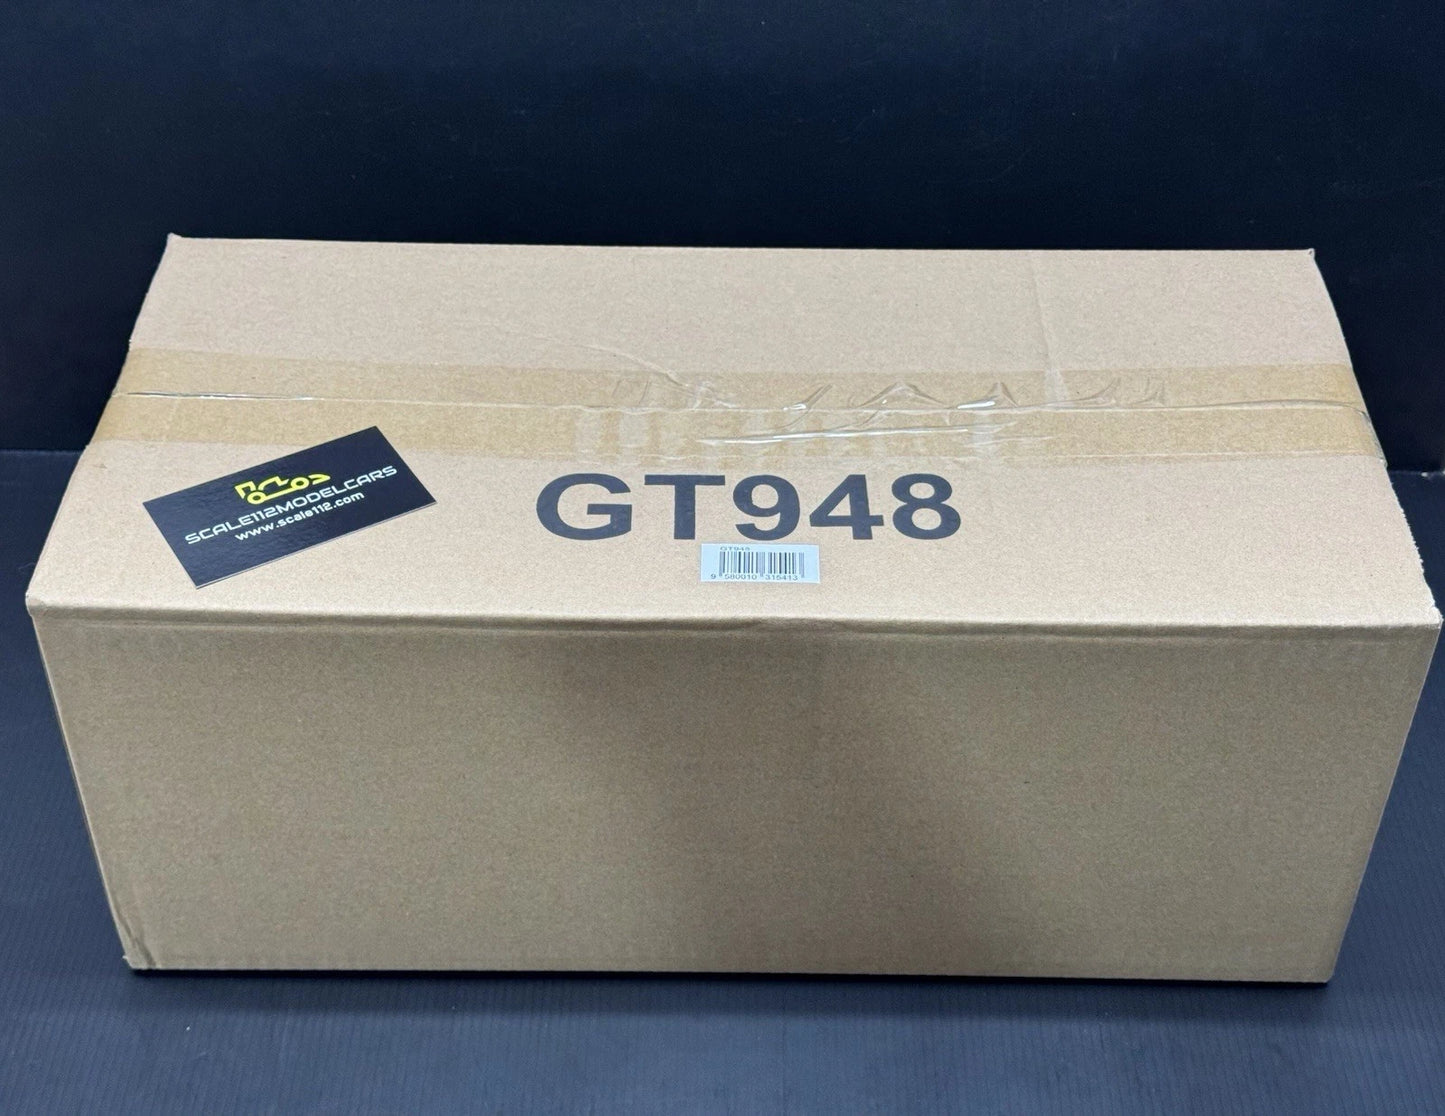 SCALE112MODELCARS
www.scale112.com
GT948
GT948
9 580010 315413